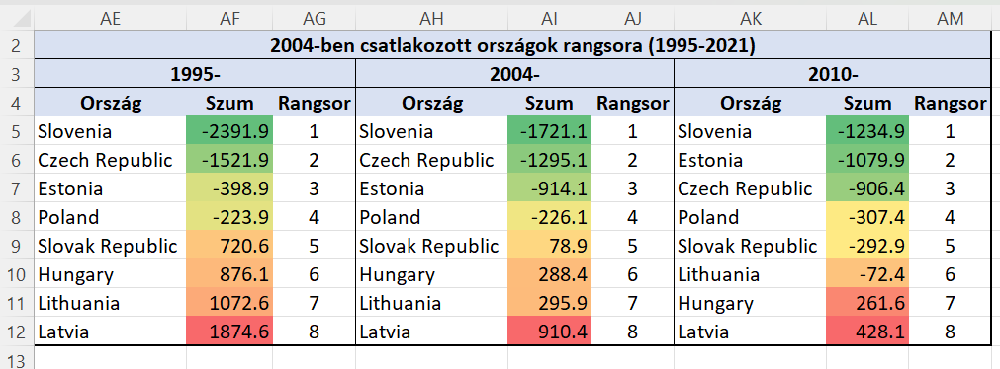 AE AF AG AH AI AJ AK AL AM
2 2004-ben csatlakozott országok rangsora (1995-2021)
3 1995- 2004- 2010-
4 Ország Szum Rangsor Ország Szum Rangsor Ország Szum Rangsor
5 Slovenia -2391.9 1 Slovenia -1721.1 1 Slovenia -1234.9 1
6 Czech Republic -1521.9 2 Czech Republic -1295.1 2 Estonia -1079.9 2
7 Estonia -398.9 3 Estonia -914.1 3 Czech Republic -906.4 3
8 Poland -223.9 4 Poland -226.1 4 Poland -307.4 4
9 Slovak Republic 720.6 5 Slovak Republic 78.9 5 Slovak Republic -292.9 5
10 Hungary 876.1 6 Hungary 288.4 6 Lithuania -72.4 6
11 Lithuania 1072.6 7 Lithuania 295.9 7 Hungary 261.6 7
12 Latvia 1874.6 8 Latvia 910.4 8 Latvia 428.1 8
13